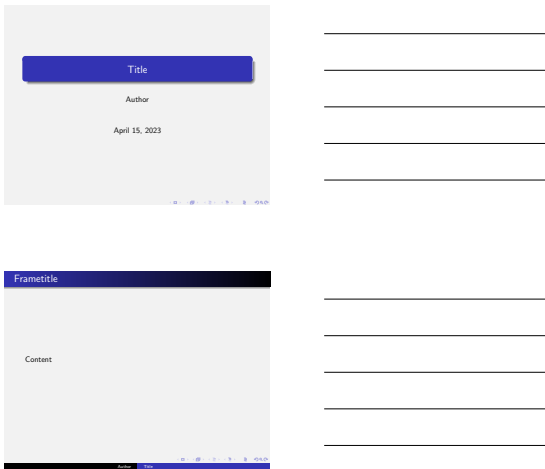 Title
Author
April 15, 2023
Frametitle
Content
Author Title